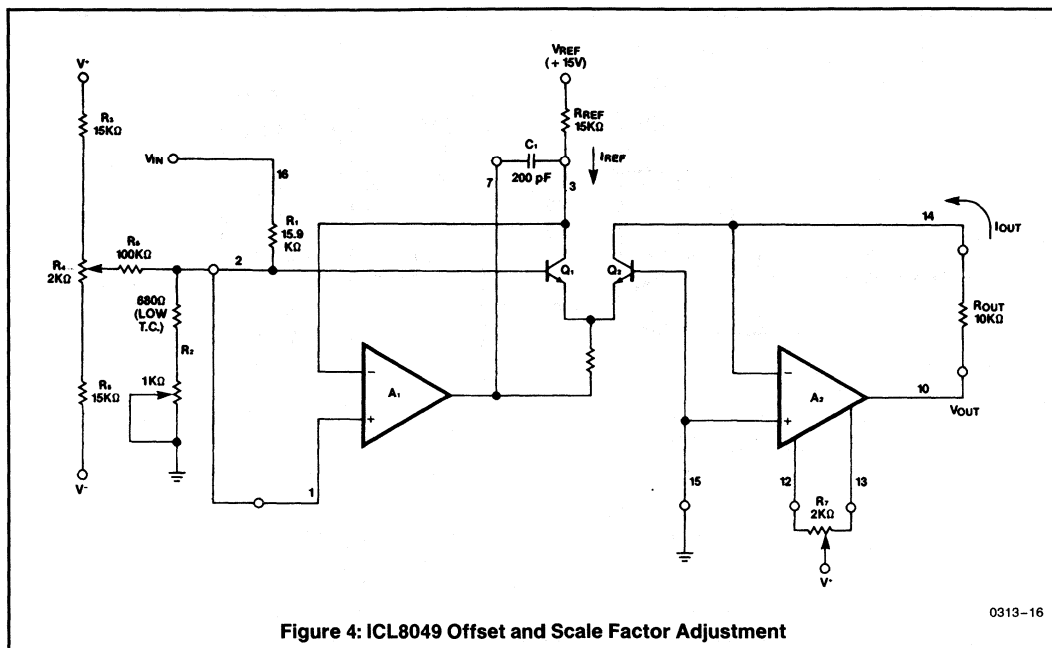 V+
R3
15KΩ
VREF
(+ 15V)
RREF
15KΩ
C1
200 pF
IREF
7
3
VIN
16
R1
15.9
KΩ
R6
100KΩ
R4
2KΩ
2
680Ω
(LOW
T.C.)
R2
1KΩ
R5
15KΩ
V-
1
−
A1
+
Q1
Q2
14
IOUT
ROUT
10KΩ
−
A2
+
10
VOUT
15
12
13
R7
2KΩ
V+
0313–16
Figure 4: ICL8049 Offset and Scale Factor Adjustment